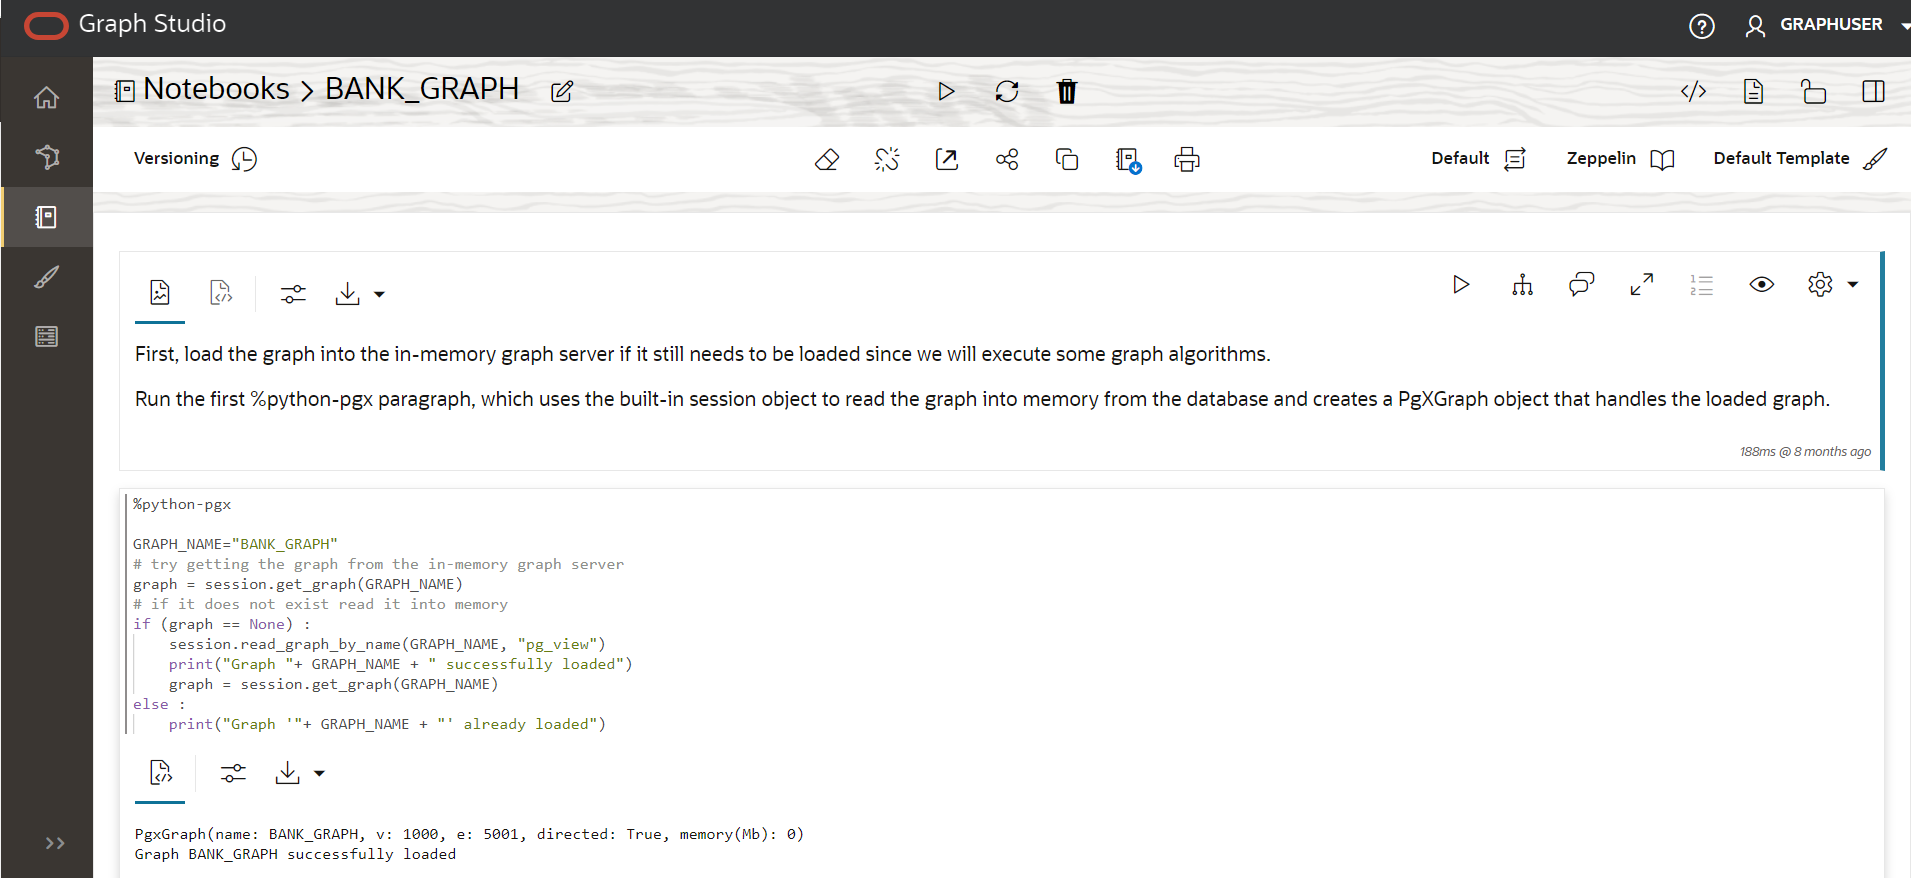 Graph Studio
GRAPHUSER
Notebooks > BANK_GRAPH
Versioning
Default
Zeppelin
Default Template
First, load the graph into the in-memory graph server if it still needs to be loaded since we will execute some graph algorithms.
Run the first %python-pgx paragraph, which uses the built-in session object to read the graph into memory from the database and creates a PgXGraph object that handles the loaded graph.
188ms @ 8 months ago
%python-pgx
GRAPH_NAME="BANK_GRAPH"
# try getting the graph from the in-memory graph server
graph = session.get_graph(GRAPH_NAME)
# if it does not exist read it into memory
if (graph == None) :
    session.read_graph_by_name(GRAPH_NAME, "pg_view")
    print("Graph "+ GRAPH_NAME + " successfully loaded")
    graph = session.get_graph(GRAPH_NAME)
else :
    print("Graph '"+ GRAPH_NAME + "' already loaded")
PgxGraph(name: BANK_GRAPH, v: 1000, e: 5001, directed: True, memory(Mb): 0)
Graph BANK_GRAPH successfully loaded